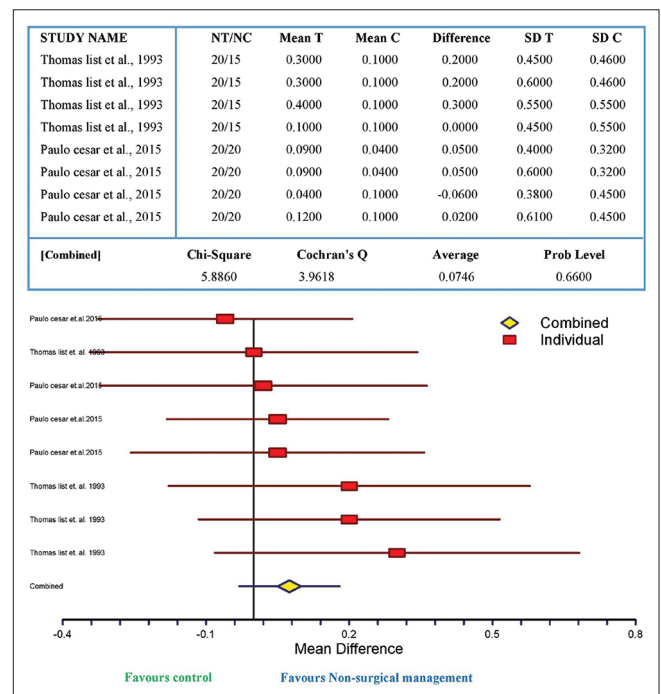 STUDY NAME NT/NC Mean T Mean C Difference SD T SD C
Thomas list et al., 1993 20/15 0.3000 0.1000 0.2000 0.4500 0.4600
Thomas list et al., 1993 20/15 0.3000 0.1000 0.2000 0.6000 0.4600
Thomas list et al., 1993 20/15 0.4000 0.1000 0.3000 0.5500 0.5500
Thomas list et al., 1993 20/15 0.1000 0.1000 0.0000 0.4500 0.5500
Paulo cesar et al., 2015 20/20 0.0900 0.0400 0.0500 0.4000 0.3200
Paulo cesar et al., 2015 20/20 0.0900 0.0400 0.0500 0.6000 0.3200
Paulo cesar et al., 2015 20/20 0.0400 0.1000 -0.0600 0.3800 0.4500
Paulo cesar et al., 2015 20/20 0.1200 0.1000 0.0200 0.6100 0.4500
[Combined] Chi-Square Cochran's Q Average Prob Level
5.8860 3.9618 0.0746 0.6600
Paulo cesar et.al.2015
Thomas list et. al. 1993
Paulo cesar et.al.2015
Paulo cesar et.al.2015
Paulo cesar et.al.2015
Thomas list et. al. 1993
Thomas list et. al. 1993
Thomas list et. al. 1993
Combined
Combined
Individual
-0.4 -0.1 0.2 0.5 0.8
Mean Difference
Favours control Favours Non-surgical management